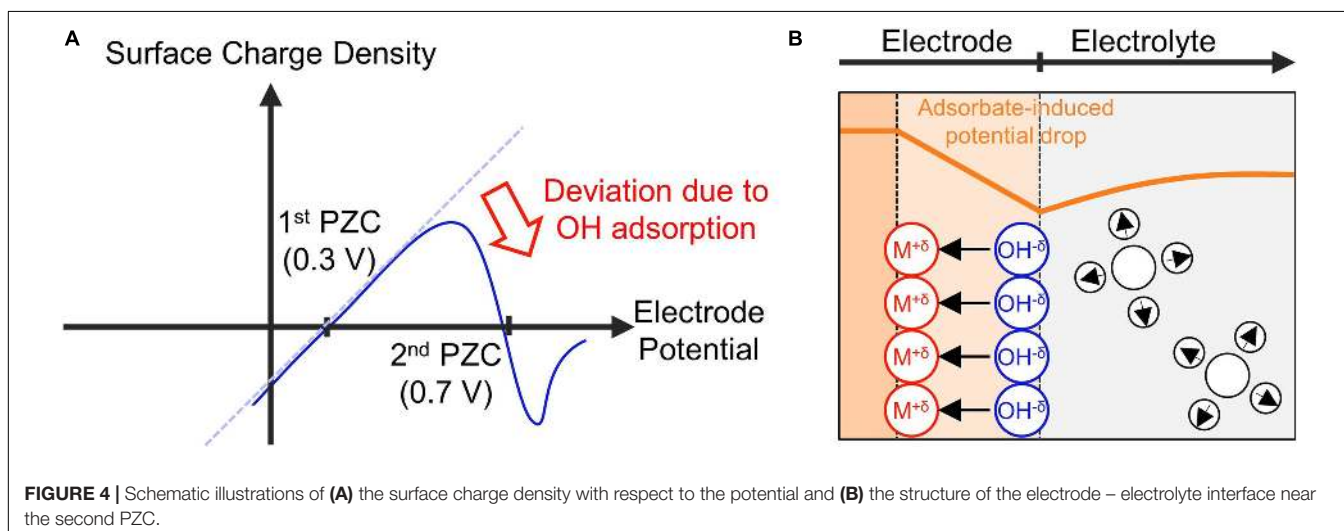 A
Surface Charge Density
1st PZC
(0.3 V)
Deviation due to
OH adsorption
Electrode
Potential
2nd PZC
(0.7 V)
B
Electrode
Electrolyte
Adsorbate-induced
potential drop
M+δ OH-δ
M+δ OH-δ
M+δ OH-δ
M+δ OH-δ
FIGURE 4 | Schematic illustrations of (A) the surface charge density with respect to the potential and (B) the structure of the electrode – electrolyte interface near
the second PZC.